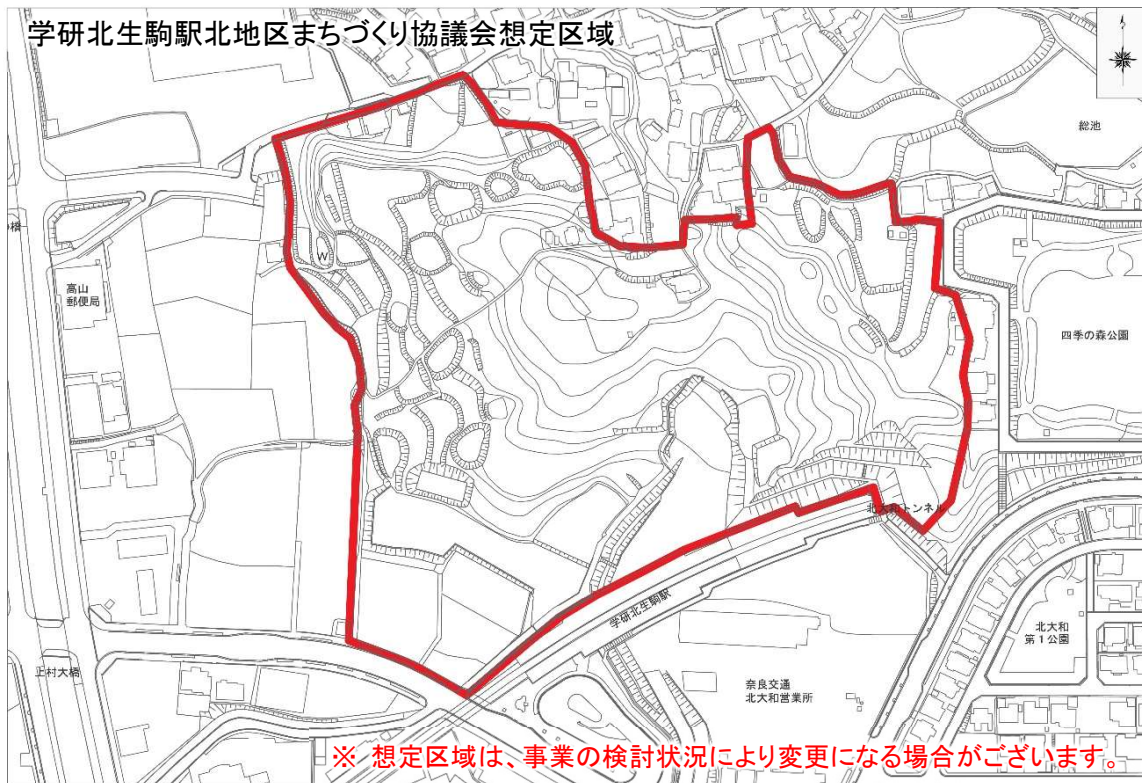 学研北生駒駅北地区まちづくり協議会想定区域
総池
橋
高山
郵便局
W
四季の森公園
北大和トンネル
学研北生駒駅
北大和
第1公園
上村大橋
奈良交通
北大和営業所
※ 想定区域は、事業の検討状況により変更になる場合がございます。